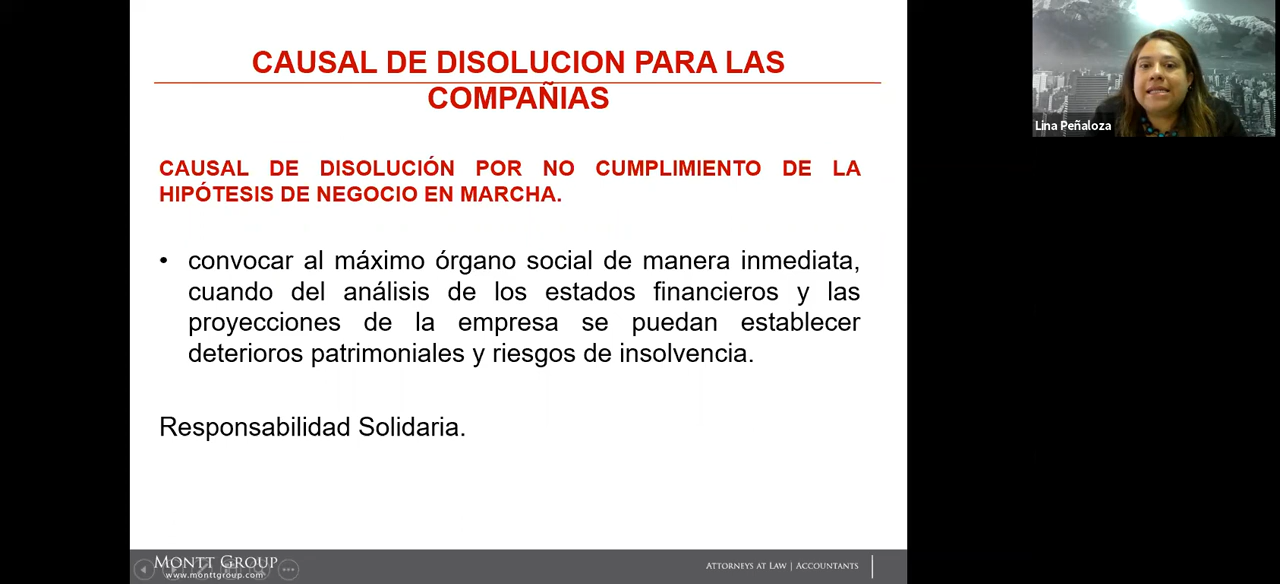 CAUSAL DE DISOLUCION PARA LAS
COMPAÑIAS
CAUSAL DE DISOLUCIÓN POR NO CUMPLIMIENTO DE LA
HIPÓTESIS DE NEGOCIO EN MARCHA.
• convocar al máximo órgano social de manera inmediata,
cuando del análisis de los estados financieros y las
proyecciones de la empresa se puedan establecer
deterioros patrimoniales y riesgos de insolvencia.
Responsabilidad Solidaria.
MONTT GROUP
www.monttgroup.com
ATTORNEYS AT LAW | ACCOUNTANTS
Lina Peñaloza